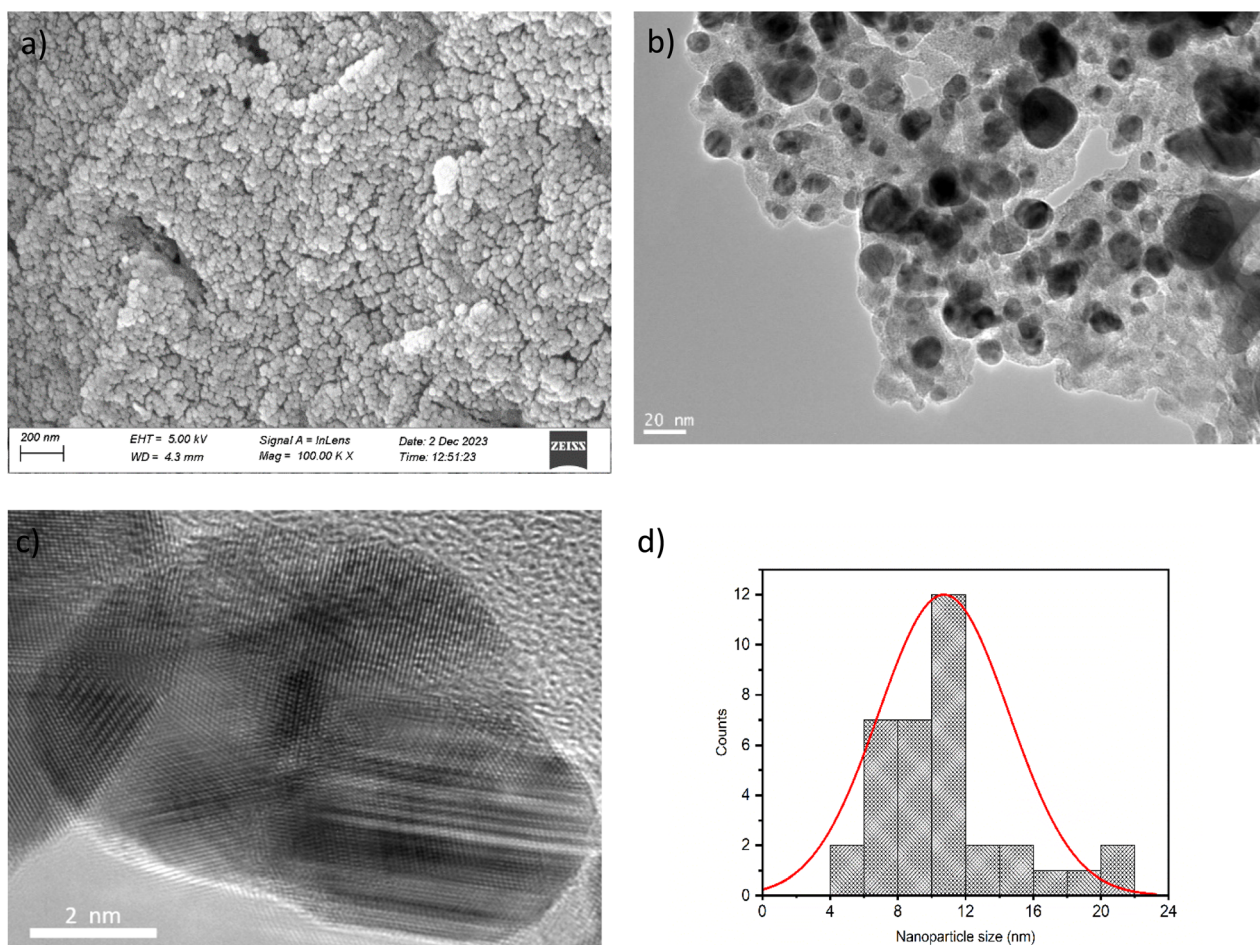 a)
200 nm
EHT = 5.00 kV
WD = 4.3 mm
Signal A = InLens
Mag = 100.00 K X
Date: 2 Dec 2023
Time: 12:51:23
ZEISS
b)
20 nm
c)
2 nm
d)
12
10
8
6
4
2
0
Counts
0 4 8 12 16 20 24
Nanoparticle size (nm)